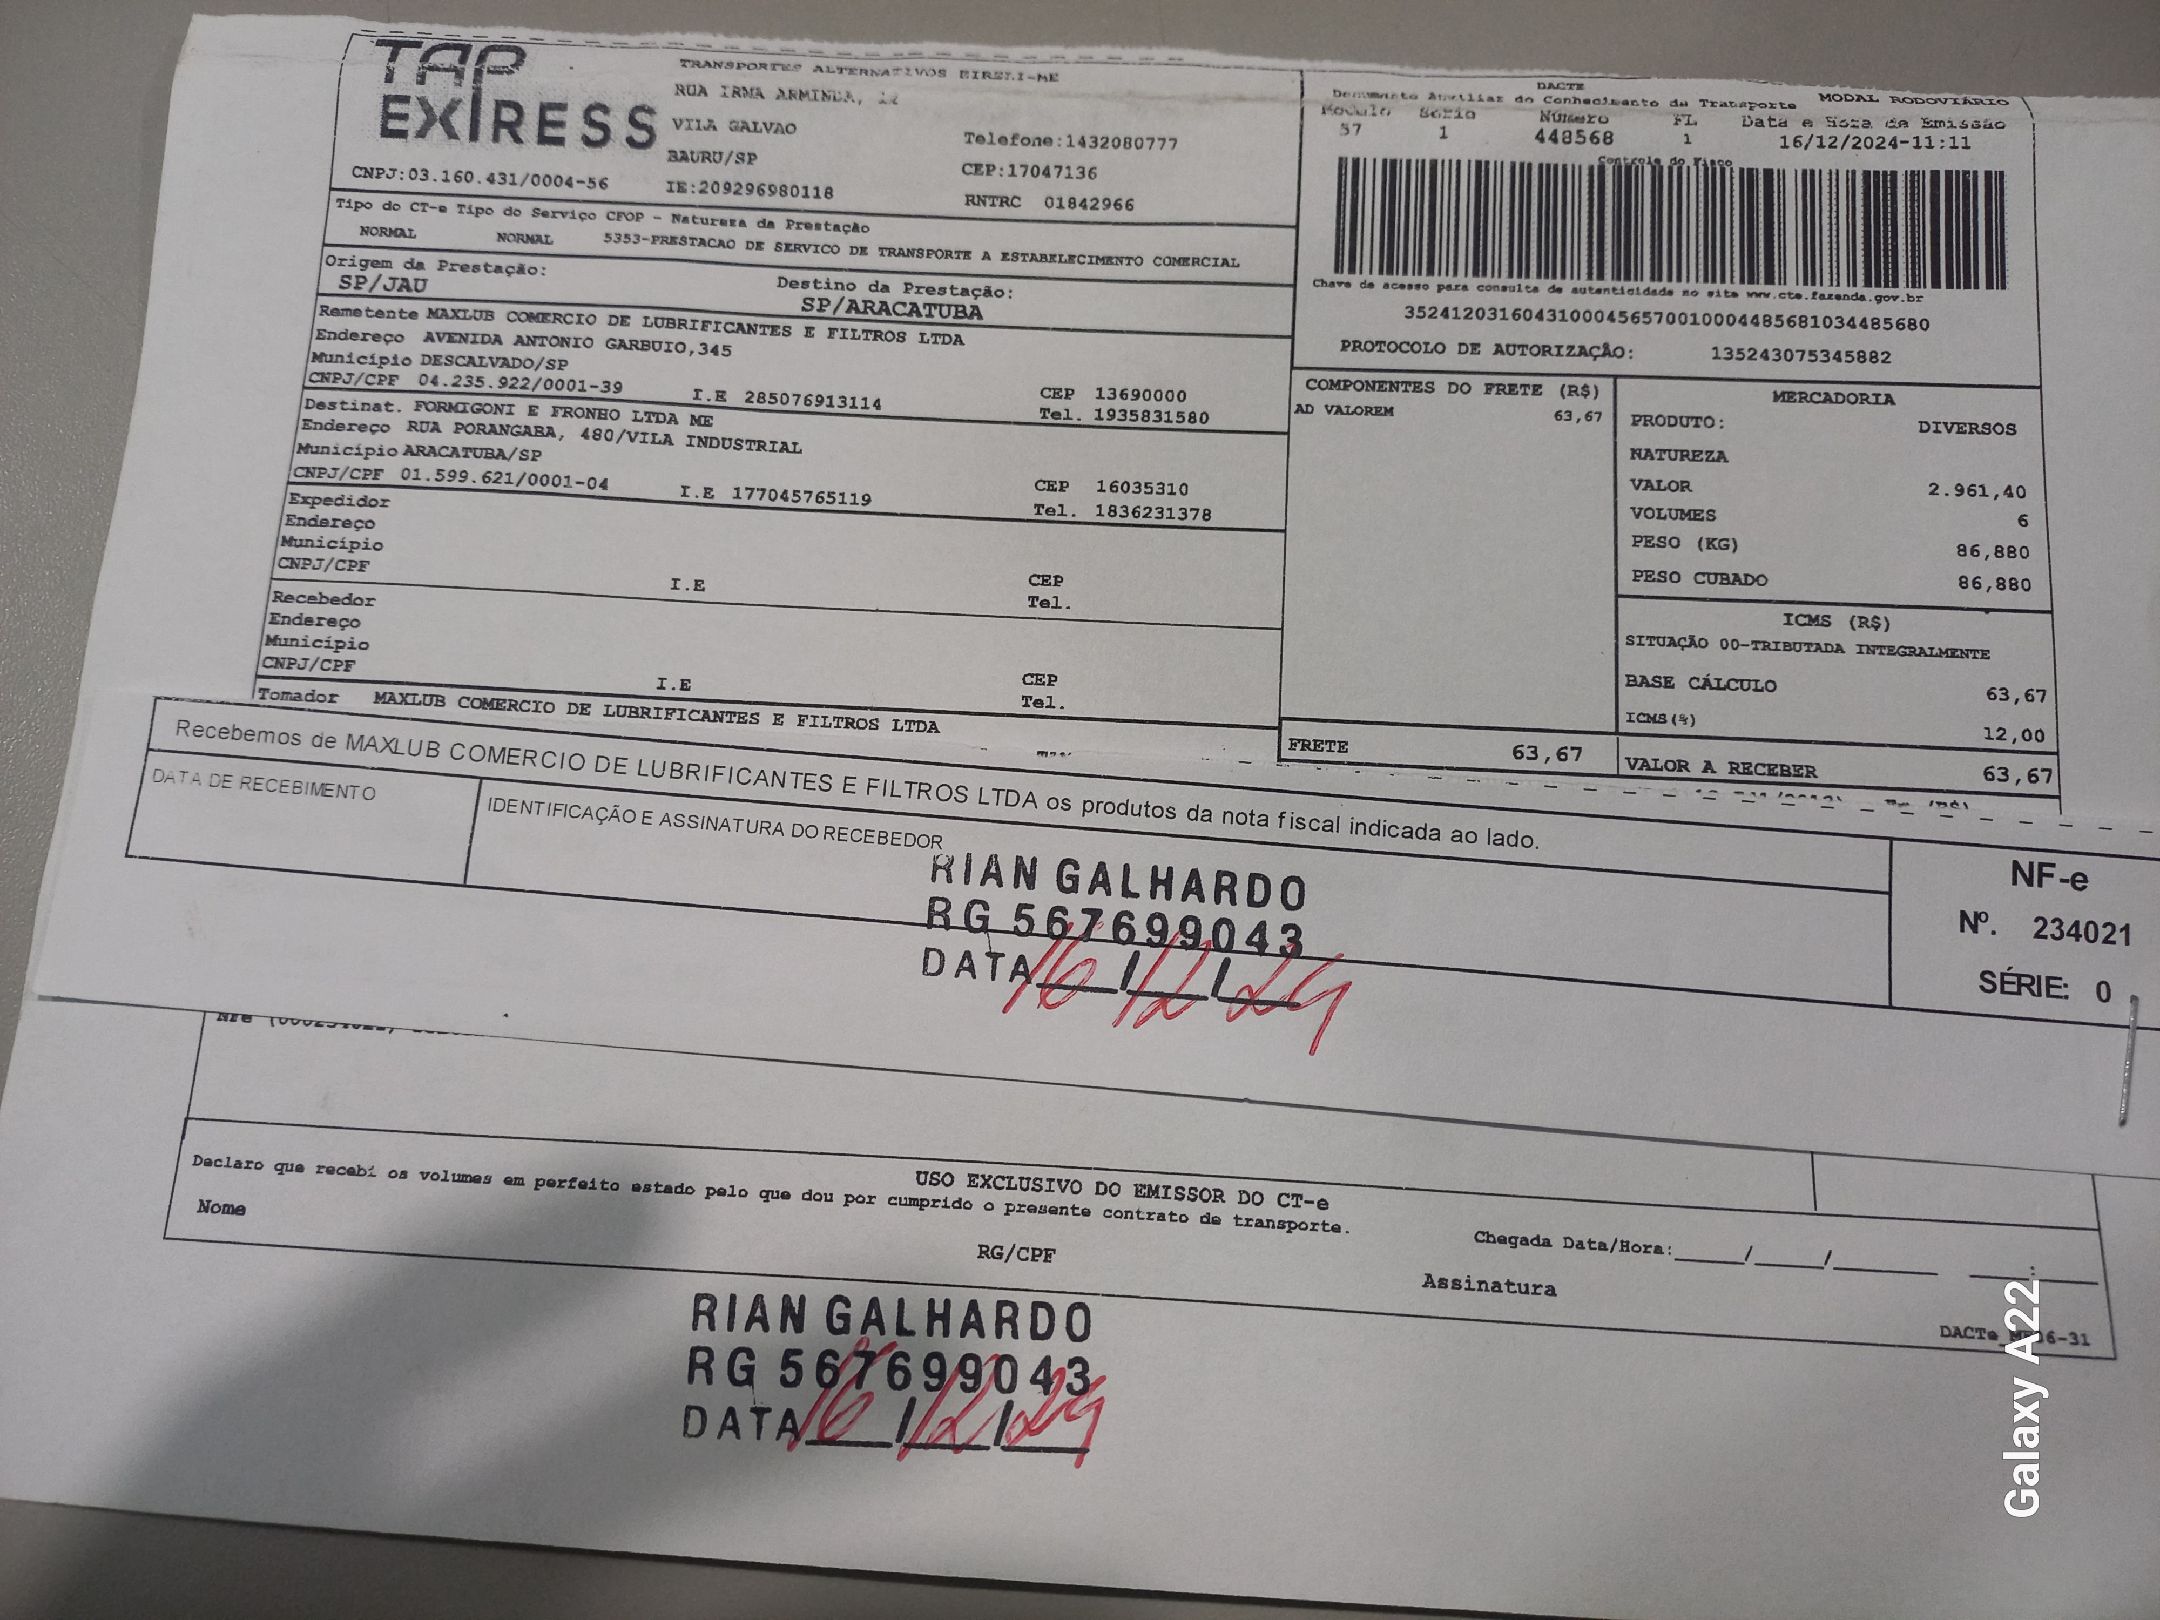 TAP
EXPRESS
TRANSPORTES ALTERNATIVOS EIRELI-ME
RUA IRMA ARMINDA, 12
VILA GALVAO
BAURU/SP
Telefone:1432080777
CEP:17047136
CNPJ:03.160.431/0004-56
IE:209296980118
RNTRC 01842966
DACTE
Documento Auxiliar do Conhecimento da Transporte MODAL RODOVIÁRIO
Modulo Serio Número FL Data e Hora de Emissão
57 1 448568 1 16/12/2024-11:11
Controle do Fisco
Chave de acesso para consulta de autenticidade no site www.cte.fazenda.gov.br
35241203160431000456570010004485681034485680
PROTOCOLO DE AUTORIZAÇÃO: 135243075345882
Tipo do CT-e Tipo do Serviço CFOP - Natureza da Prestação
NORMAL NORMAL 5353-PRESTACAO DE SERVICO DE TRANSPORTE A ESTABELECIMENTO COMERCIAL
Origem da Prestação: Destino da Prestação:
SP/JAU SP/ARACATUBA
Remetente MAXLUB COMERCIO DE LUBRIFICANTES E FILTROS LTDA
Endereço AVENIDA ANTONIO GARBUIO,345
Município DESCALVADO/SP
CNPJ/CPF 04.235.922/0001-39 I.E 285076913114
CEP 13690000
Tel. 1935831580
Destinat. FORMIGONI E FRONHO LTDA ME
Endereço RUA PORANGABA, 480/VILA INDUSTRIAL
Município ARACATUBA/SP
CNPJ/CPF 01.599.621/0001-04 I.E 177045765119
CEP 16035310
Tel. 1836231378
Expedidor
Endereço
Município
CNPJ/CPF I.E
CEP
Tel.
Recebedor
Endereço
Município
CNPJ/CPF I.E
CEP
Tel.
Tomador MAXLUB COMERCIO DE LUBRIFICANTES E FILTROS LTDA
COMPONENTES DO FRETE (R$)
AD VALOREM 63,67
FRETE 63,67
MERCADORIA
PRODUTO: DIVERSOS
NATUREZA
VALOR 2.961,40
VOLUMES 6
PESO (KG) 86,880
PESO CUBADO 86,880
ICMS (R$)
SITUAÇÃO 00-TRIBUTADA INTEGRALMENTE
BASE CÁLCULO 63,67
ICMS(%) 12,00
VALOR A RECEBER 63,67
Recebemos de MAXLUB COMERCIO DE LUBRIFICANTES E FILTROS LTDA os produtos da nota fiscal indicada ao lado.
DATA DE RECEBIMENTO
IDENTIFICAÇÃO E ASSINATURA DO RECEBEDOR
RIAN GALHARDO
RG 567699043
DATA 16/12/24
NF-e
Nº. 234021
SÉRIE: 0
USO EXCLUSIVO DO EMISSOR DO CT-e
Declaro que recebi os volumes em perfeito estado pelo que dou por cumprido o presente contrato de transporte.
Nome RG/CPF Assinatura
Chegada Data/Hora:____/____/____ ____:____
RIAN GALHARDO
RG 567699043
DATA 16/12/24
Galaxy A22